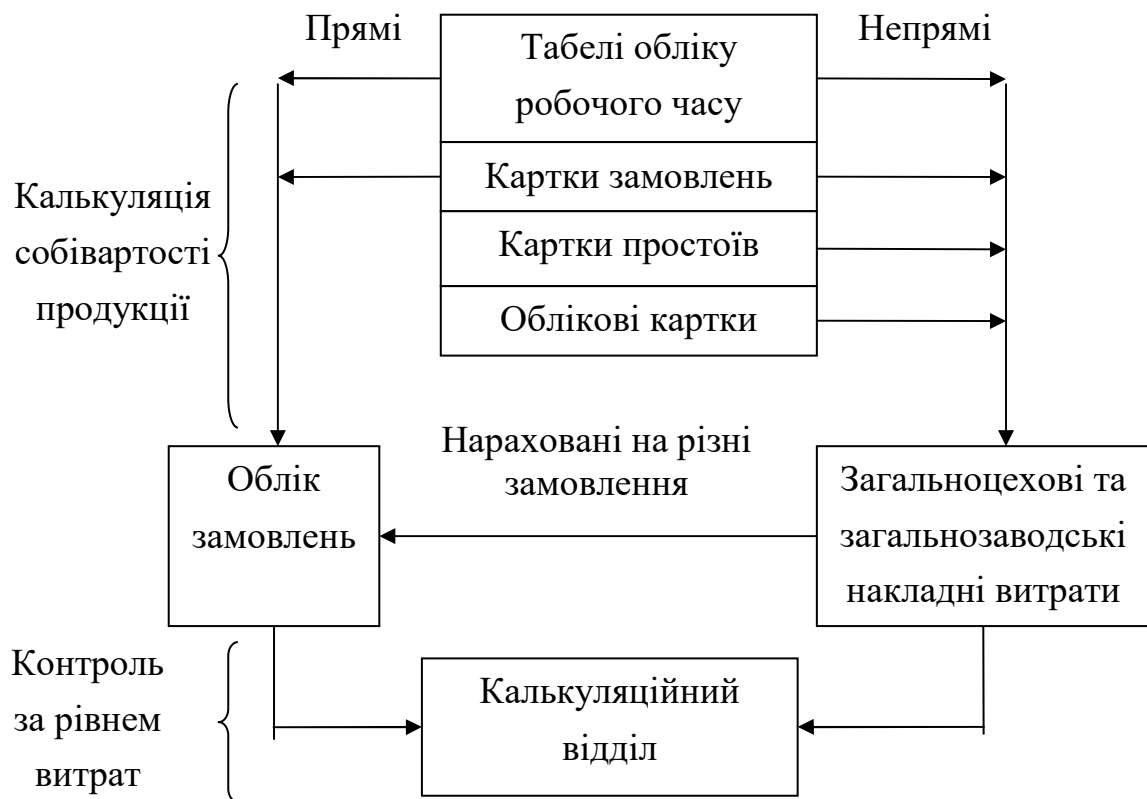 Прямі
Табелі обліку
робочого часу
Непрямі
Картки замовлень
Картки простоїв
Облікові картки
Калькуляція
собівартості
продукції
Нараховані на різні
замовлення
Облік
замовлень
Загальноцехові та
загальнозаводські
накладні витрати
Контроль
за рівнем
витрат
Калькуляційний
відділ